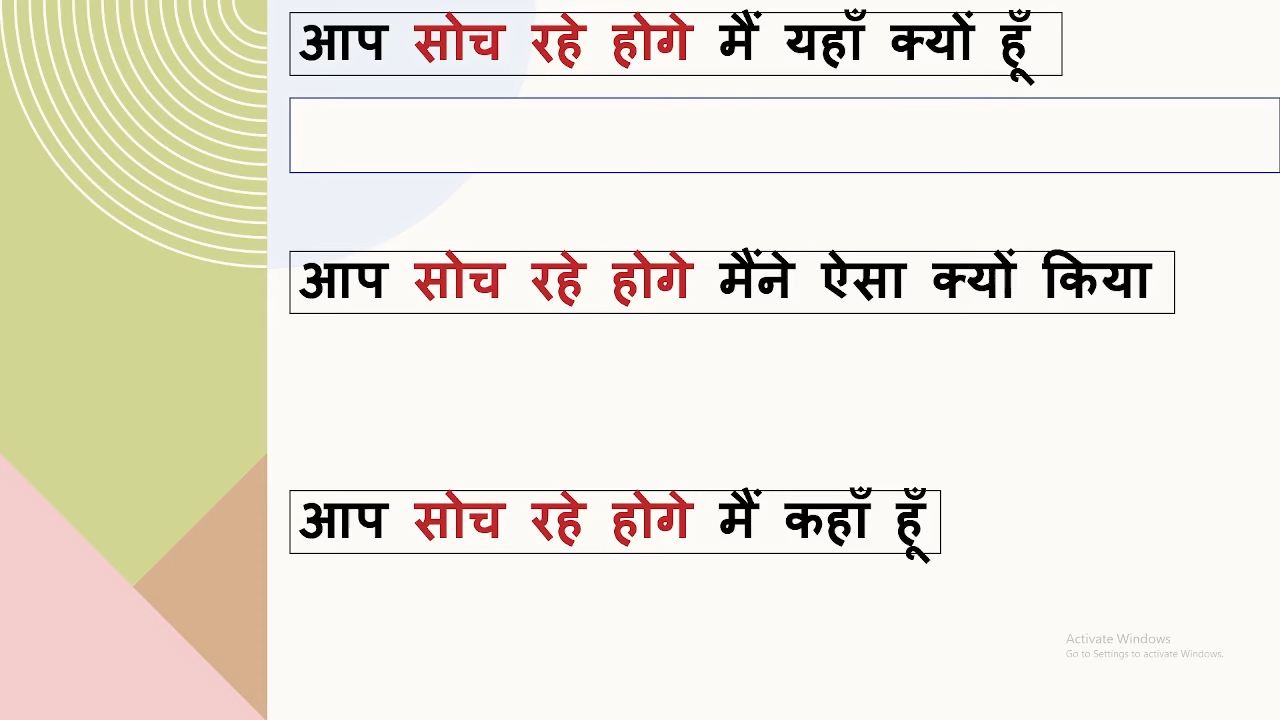 आप सोच रहे होगे मैं यहाँ क्यों हूँ
आप सोच रहे होगे मैंने ऐसा क्यों किया
आप सोच रहे होगे मैं कहाँ हूँ
Activate Windows
Go to Settings to activate Windows.